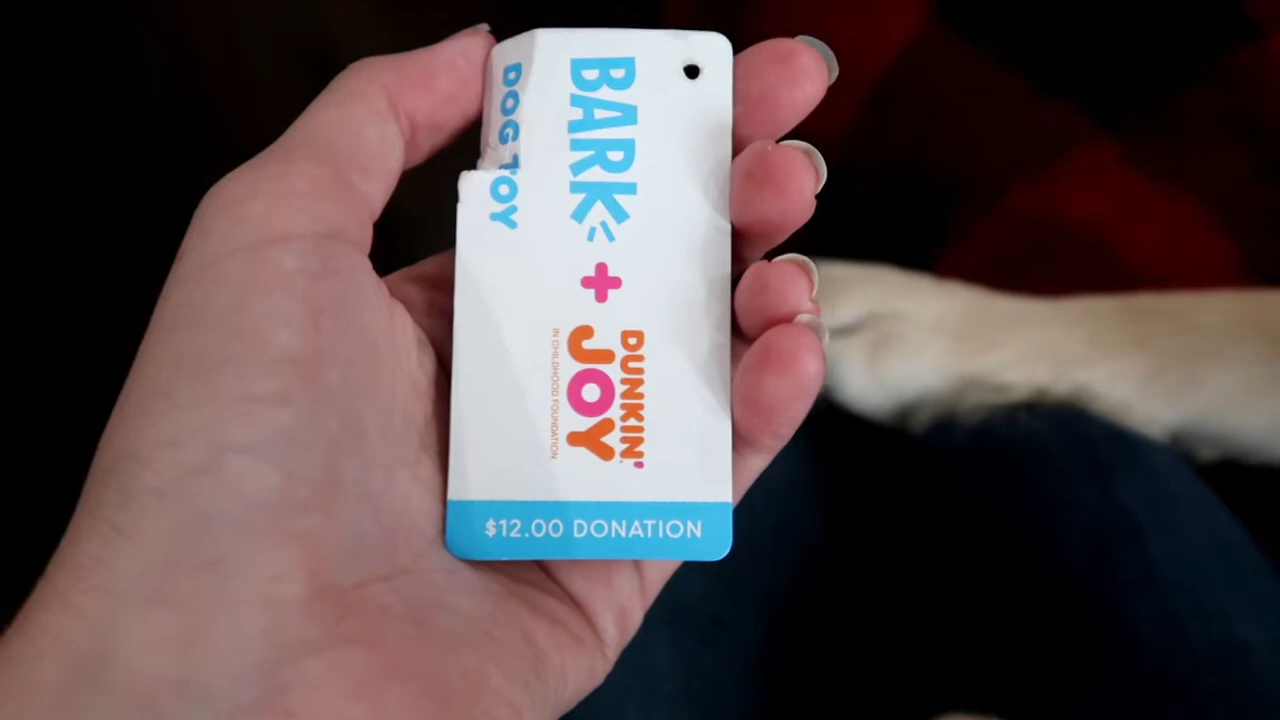 BARK
+
DUNKIN'
JOY
IN CHILDHOOD FOUNDATION
DOG TOY
$12.00 DONATION